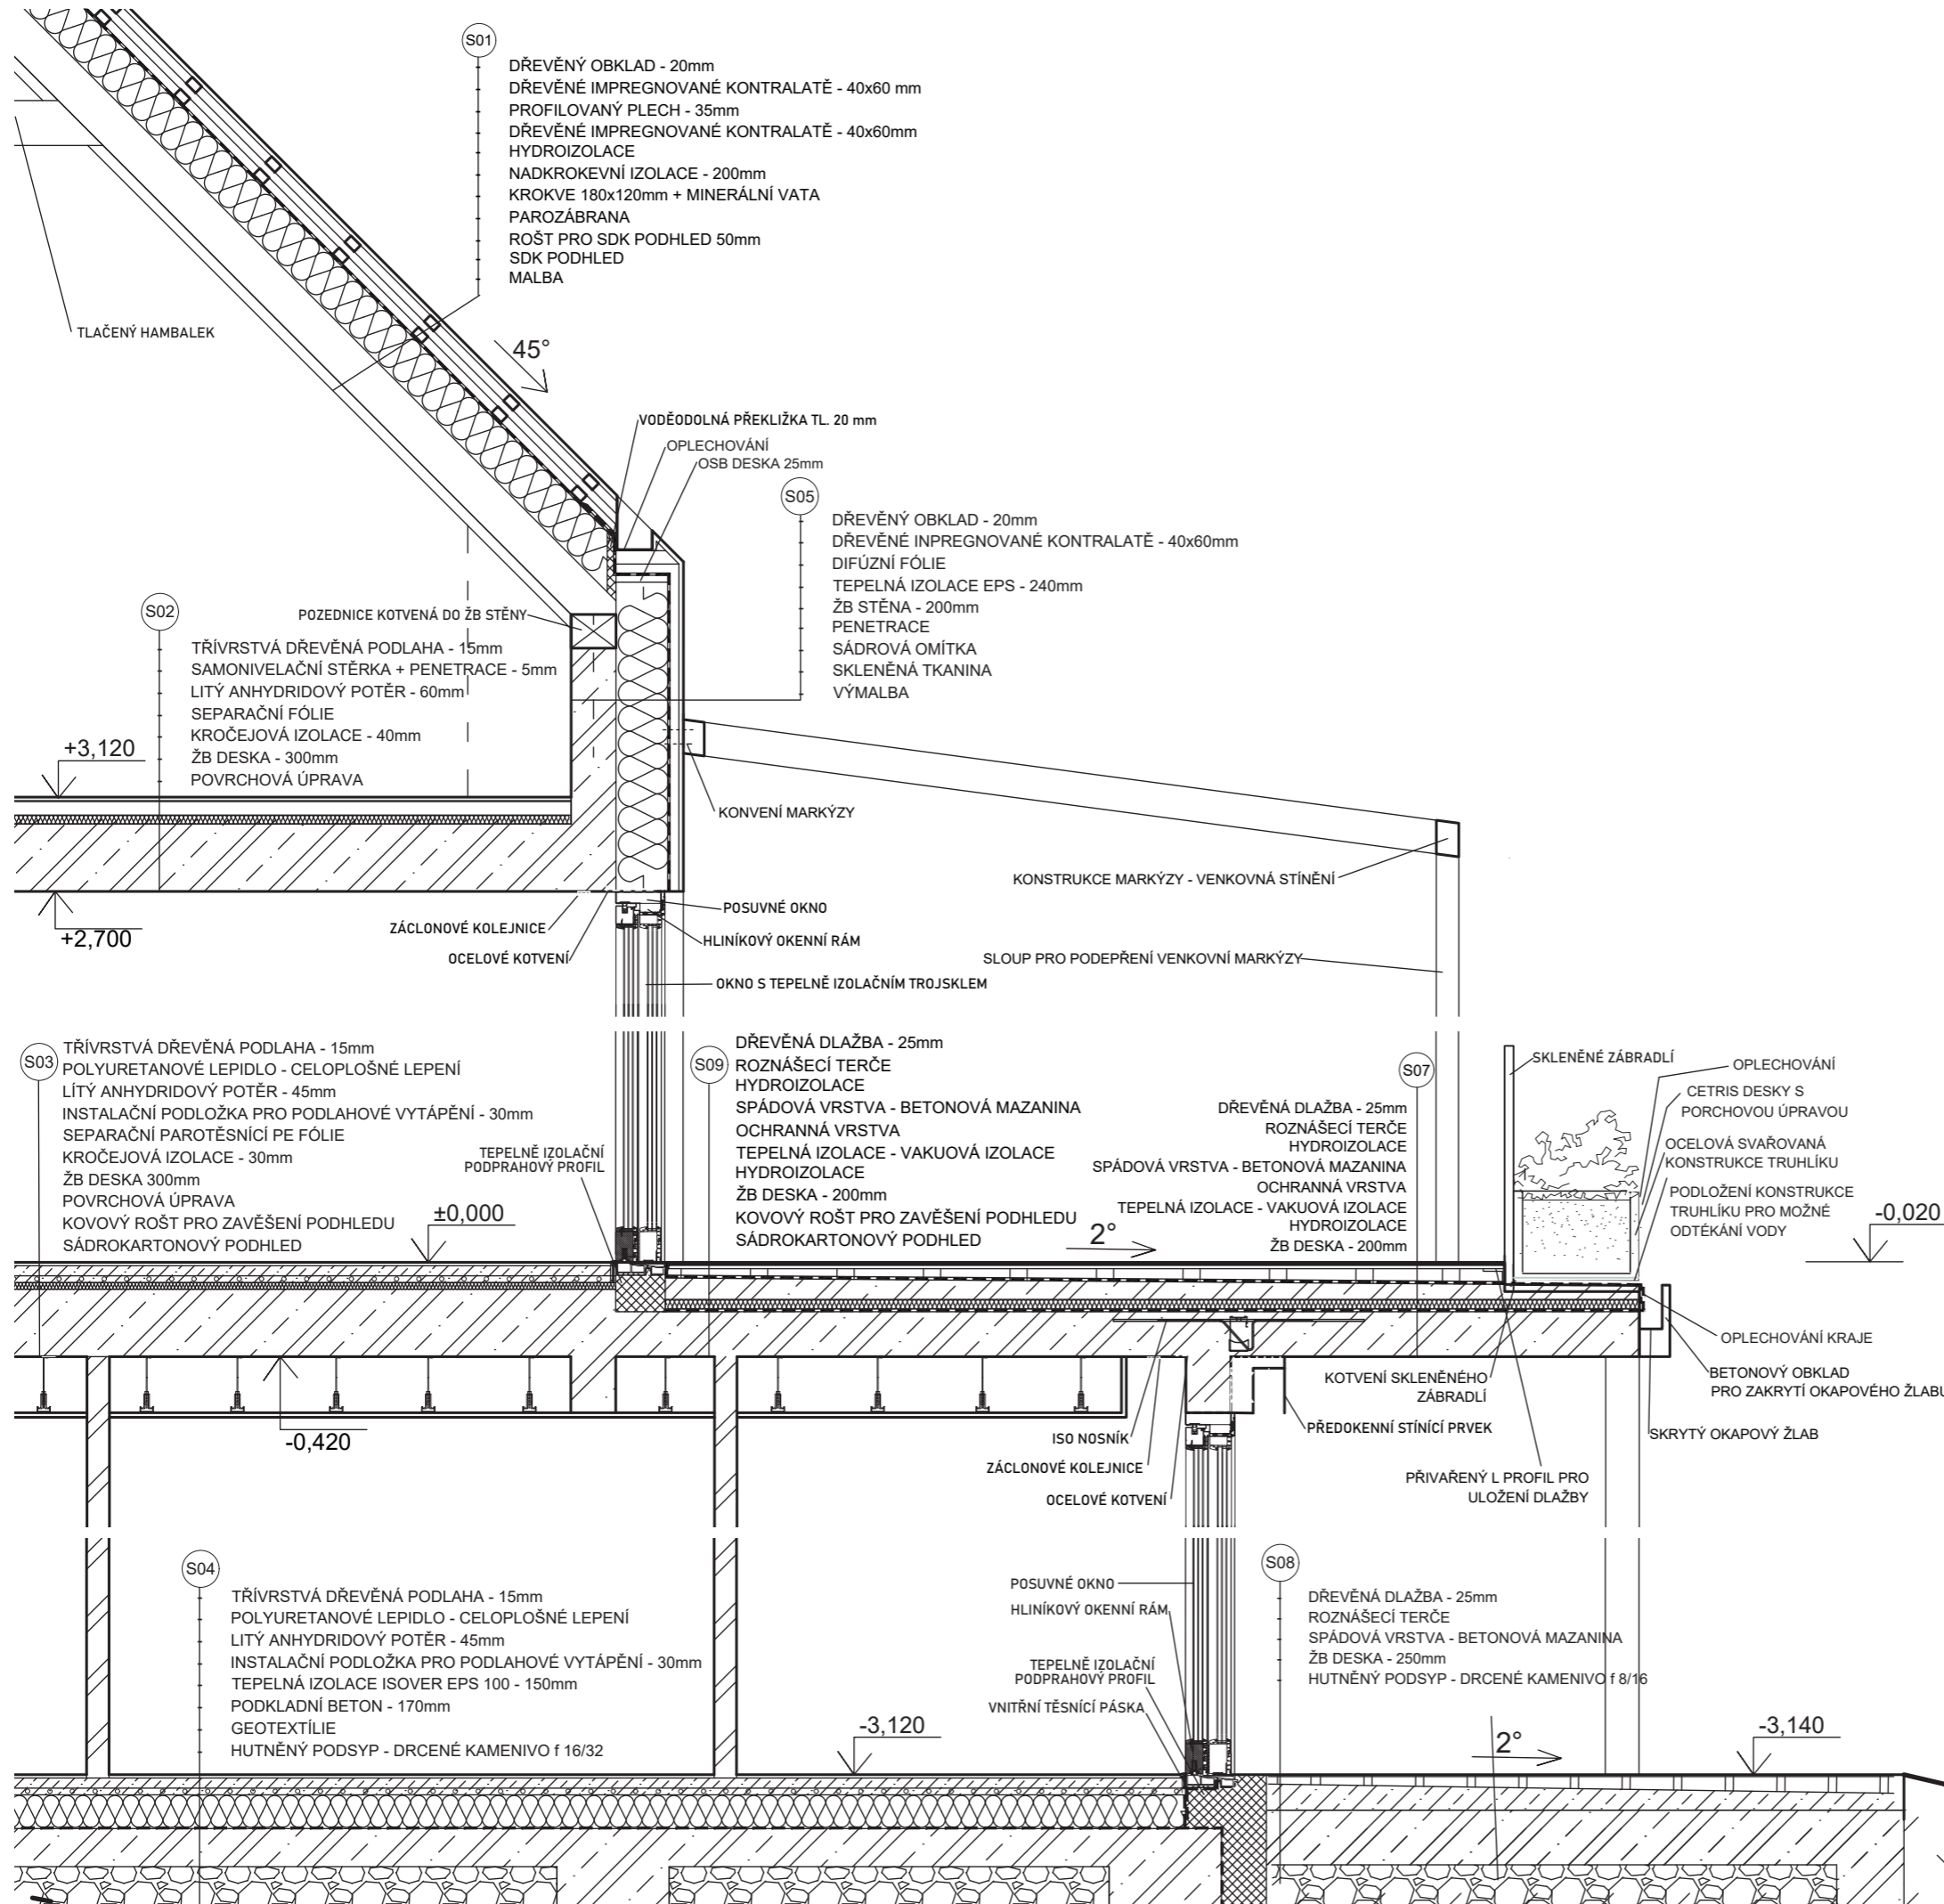 S01
DŘEVĚNÝ OBKLAD - 20mm
DŘEVĚNÉ IMPREGNOVANÉ KONTRALATĚ - 40x60 mm
PROFILOVANÝ PLECH - 35mm
DŘEVĚNÉ IMPREGNOVANÉ KONTRALATĚ - 40x60mm
HYDROIZOLACE
NADKROKEVNÍ IZOLACE - 200mm
KROKVE 180x120mm + MINERÁLNÍ VATA
PAROZÁBRANA
ROŠT PRO SDK PODHLED 50mm
SDK PODHLED
MALBA
TLAČENÝ HAMBALEK
45°
VODĚODOLNÁ PŘEKLIŽKA TL. 20 mm
OPLECHOVÁNÍ
OSB DESKA 25mm
S05
DŘEVĚNÝ OBKLAD - 20mm
DŘEVĚNÉ INPREGNOVANÉ KONTRALATĚ - 40x60mm
DIFÚZNÍ FÓLIE
TEPELNÁ IZOLACE EPS - 240mm
ŽB STĚNA - 200mm
PENETRACE
SÁDROVÁ OMÍTKA
SKLENĚNÁ TKANINA
VÝMALBA
S02
POZEDNICE KOTVENÁ DO ŽB STĚNY
TŘÍVRSTVÁ DŘEVĚNÁ PODLAHA - 15mm
SAMONIVELAČNÍ STĚRKA + PENETRACE - 5mm
LITÝ ANHYDRIDOVÝ POTĚR - 60mm
SEPARAČNÍ FÓLIE
KROČEJOVÁ IZOLACE - 40mm
ŽB DESKA - 300mm
POVRCHOVÁ ÚPRAVA
+3,120
KONVENÍ MARKÝZY
KONSTRUKCE MARKÝZY - VENKOVNÁ STÍNĚNÍ
+2,700
POSUVNÉ OKNO
ZÁCLONOVÉ KOLEJNICE
HLINÍKOVÝ OKENNÍ RÁM
OCELOVÉ KOTVENÍ
SLOUP PRO PODEPŘENÍ VENKOVNÍ MARKÝZY
OKNO S TEPELNĚ IZOLAČNÍM TROJSKLEM
S03
TŘÍVRSTVÁ DŘEVĚNÁ PODLAHA - 15mm
POLYURETANOVÉ LEPIDLO - CELOPLOŠNÉ LEPENÍ
LÍTÝ ANHYDRIDOVÝ POTĚR - 45mm
INSTALAČNÍ PODLOŽKA PRO PODLAHOVÉ VYTÁPĚNÍ - 30mm
SEPARAČNÍ PAROTĚSNÍCÍ PE FÓLIE
KROČEJOVÁ IZOLACE - 30mm
ŽB DESKA 300mm
POVRCHOVÁ ÚPRAVA
KOVOVÝ ROŠT PRO ZAVĚŠENÍ PODHLEDU
SÁDROKARTONOVÝ PODHLED
±0,000
TEPELNĚ IZOLAČNÍ
PODPRAHOVÝ PROFIL
S09
DŘEVĚNÁ DLAŽBA - 25mm
ROZNÁŠECÍ TERČE
HYDROIZOLACE
SPÁDOVÁ VRSTVA - BETONOVÁ MAZANINA
OCHRANNÁ VRSTVA
TEPELNÁ IZOLACE - VAKUOVÁ IZOLACE
HYDROIZOLACE
ŽB DESKA - 200mm
KOVOVÝ ROŠT PRO ZAVĚŠENÍ PODHLEDU
SÁDROKARTONOVÝ PODHLED
2°
S07
DŘEVĚNÁ DLAŽBA - 25mm
ROZNÁŠECÍ TERČE
HYDROIZOLACE
SPÁDOVÁ VRSTVA - BETONOVÁ MAZANINA
OCHRANNÁ VRSTVA
TEPELNÁ IZOLACE - VAKUOVÁ IZOLACE
HYDROIZOLACE
ŽB DESKA - 200mm
SKLENĚNÉ ZÁBRADLÍ
OPLECHOVÁNÍ
CETRIS DESKY S
PORCHOVOU ÚPRAVOU
OCELOVÁ SVAŘOVANÁ
KONSTRUKCE TRUHLÍKU
PODLOŽENÍ KONSTRUKCE
TRUHLÍKU PRO MOŽNÉ
ODTÉKÁNÍ VODY
-0,020
OPLECHOVÁNÍ KRAJE
BETONOVÝ OBKLAD
PRO ZAKRYTÍ OKAPOVÉHO ŽLABU
SKRYTÝ OKAPOVÝ ŽLAB
KOTVENÍ SKLENĚNÉHO
ZÁBRADLÍ
PŘEDOKENNÍ STÍNÍCÍ PRVEK
PŘIVAŘENÝ L PROFIL PRO
ULOŽENÍ DLAŽBY
-0,420
ISO NOSNÍK
ZÁCLONOVÉ KOLEJNICE
OCELOVÉ KOTVENÍ
S04
TŘÍVRSTVÁ DŘEVĚNÁ PODLAHA - 15mm
POLYURETANOVÉ LEPIDLO - CELOPLOŠNÉ LEPENÍ
LITÝ ANHYDRIDOVÝ POTĚR - 45mm
INSTALAČNÍ PODLOŽKA PRO PODLAHOVÉ VYTÁPĚNÍ - 30mm
TEPELNÁ IZOLACE ISOVER EPS 100 - 150mm
PODKLADNÍ BETON - 170mm
GEOTEXTÍLIE
HUTNĚNÝ PODSYP - DRCENÉ KAMENIVO f 16/32
-3,120
POSUVNÉ OKNO
HLINÍKOVÝ OKENNÍ RÁM
TEPELNĚ IZOLAČNÍ
PODPRAHOVÝ PROFIL
VNITŘNÍ TĚSNÍCÍ PÁSKA
S08
DŘEVĚNÁ DLAŽBA - 25mm
ROZNÁŠECÍ TERČE
SPÁDOVÁ VRSTVA - BETONOVÁ MAZANINA
ŽB DESKA - 250mm
HUTNĚNÝ PODSYP - DRCENÉ KAMENIVO f 8/16
2°
-3,140